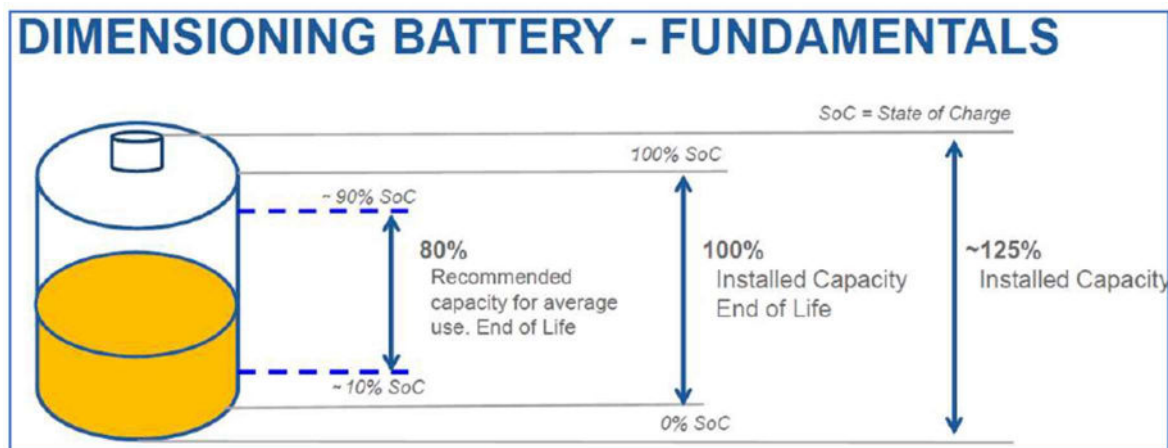 DIMENSIONING BATTERY - FUNDAMENTALS
SoC = State of Charge
100% SoC
~90% SoC
80%
Recommended
capacity for average
use. End of Life
100%
Installed Capacity
End of Life
~125%
Installed Capacity
~10% SoC
0% SoC